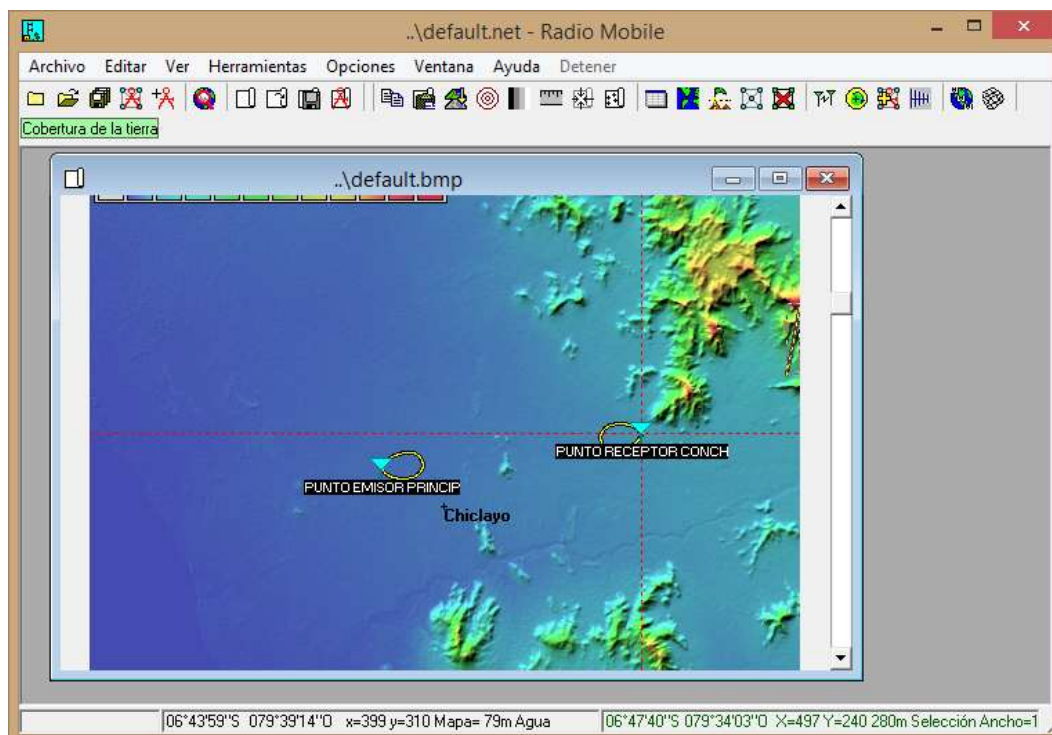 ..\default.net - Radio Mobile
Archivo Editar Ver Herramientas Opciones Ventana Ayuda Detener
Cobertura de la tierra
..\default.bmp
PUNTO RECEPTOR CONCH
PUNTO EMISOR PRINCIP
Chiclayo
06°43'59"S 079°39'14"O x=399 y=310 Mapa= 79m Agua
06°47'40"S 079°34'03"O X=497 Y=240 280m Selección Ancho=1